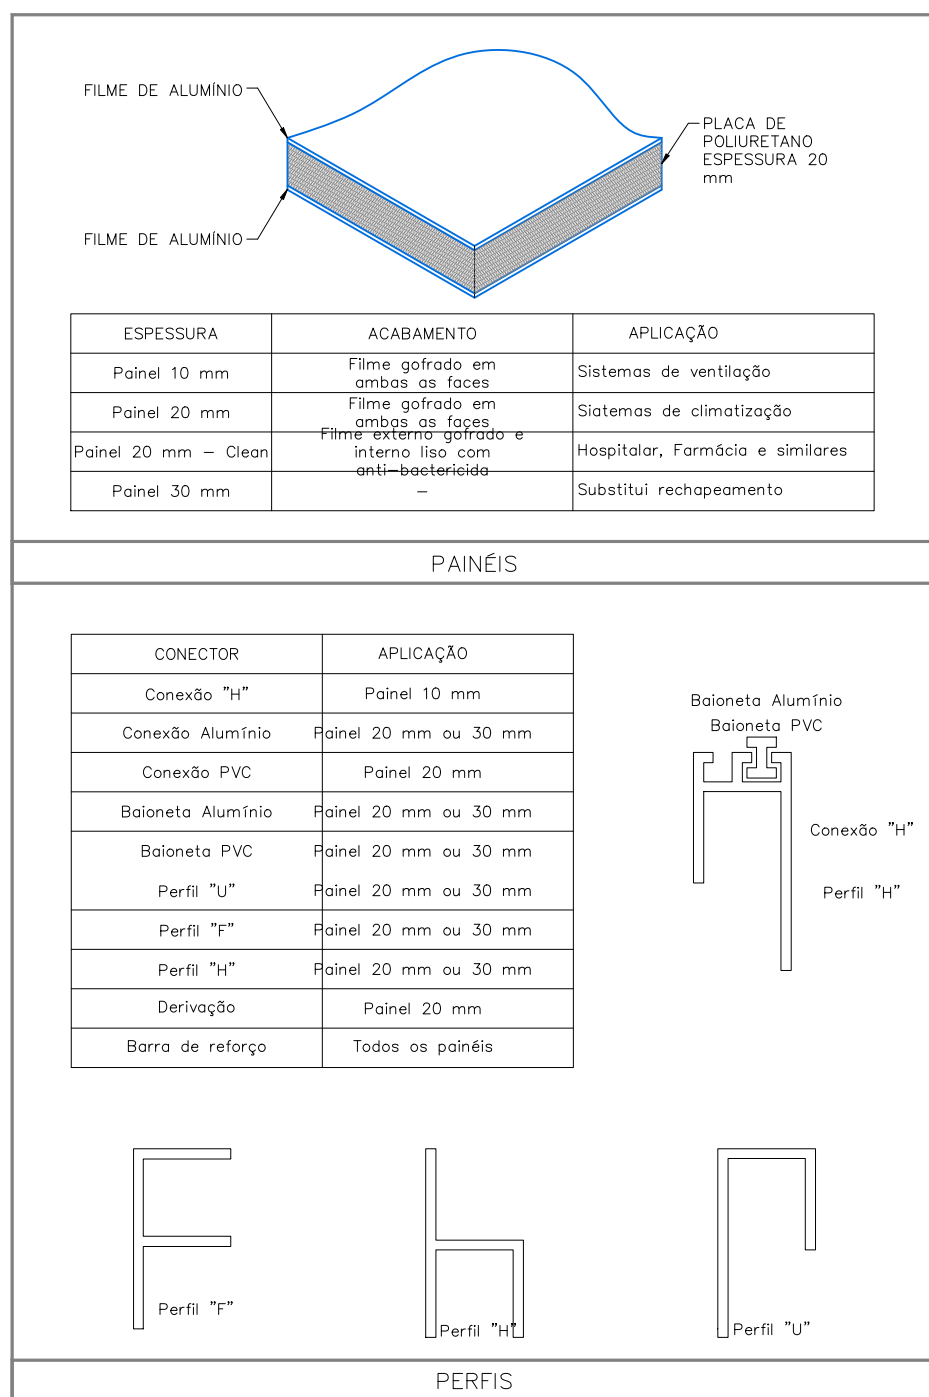 FILME DE ALUMÍNIO
PLACA DE
POLIURETANO
ESPESSURA 20
mm
FILME DE ALUMÍNIO
ESPESSURA ACABAMENTO APLICAÇÃO
Painel 10 mm
Filme gofrado em
ambas as faces
Sistemas de ventilação
Painel 20 mm
Filme gofrado em
ambas as faces
Siatemas de climatização
Painel 20 mm – Clean
Filme externo gofrado e
interno liso com
anti–bactericida
Hospitalar, Farmácia e similares
Painel 30 mm – Substitui rechapeamento
PAINÉIS
CONECTOR APLICAÇÃO
Conexão "H" Painel 10 mm
Conexão Alumínio Painel 20 mm ou 30 mm
Conexão PVC Painel 20 mm
Baioneta Alumínio Painel 20 mm ou 30 mm
Baioneta PVC Painel 20 mm ou 30 mm
Perfil "U" Painel 20 mm ou 30 mm
Perfil "F" Painel 20 mm ou 30 mm
Perfil "H" Painel 20 mm ou 30 mm
Derivação Painel 20 mm
Barra de reforço Todos os painéis
Baioneta Alumínio
Baioneta PVC
Conexão "H"
Perfil "H"
Perfil "F"
Perfil "H"
Perfil "U"
PERFIS